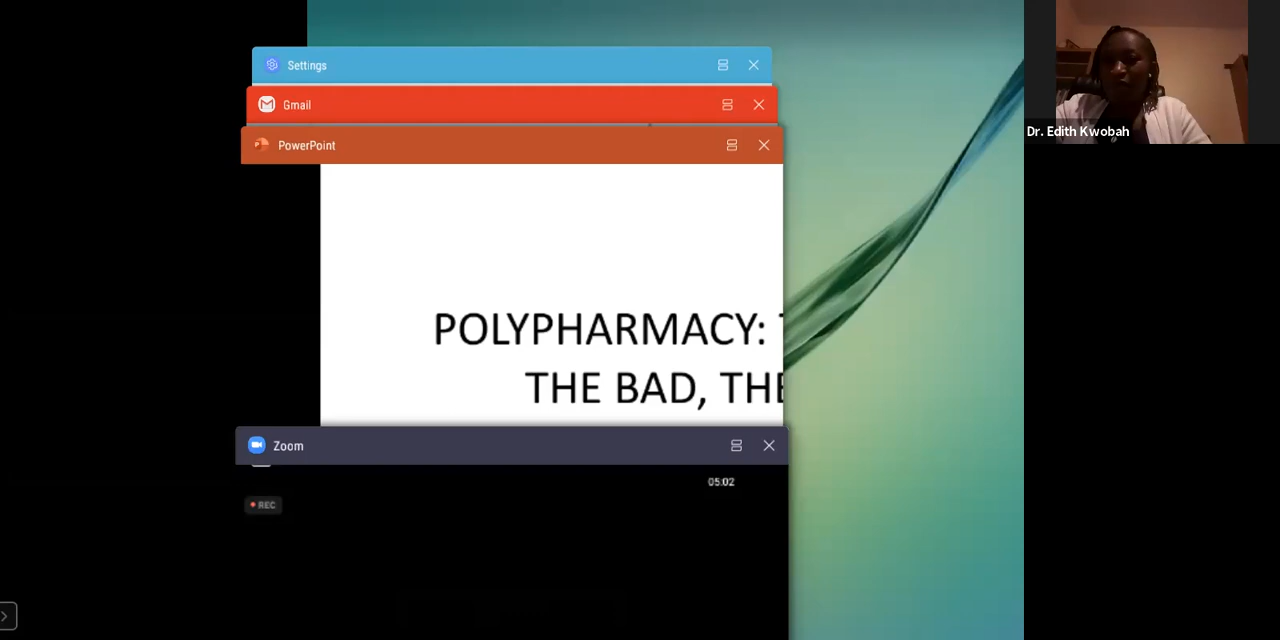 Settings
Gmail
PowerPoint
POLYPHARMACY:
THE BAD, THE
Zoom
05:02
REC
Dr. Edith Kwobah